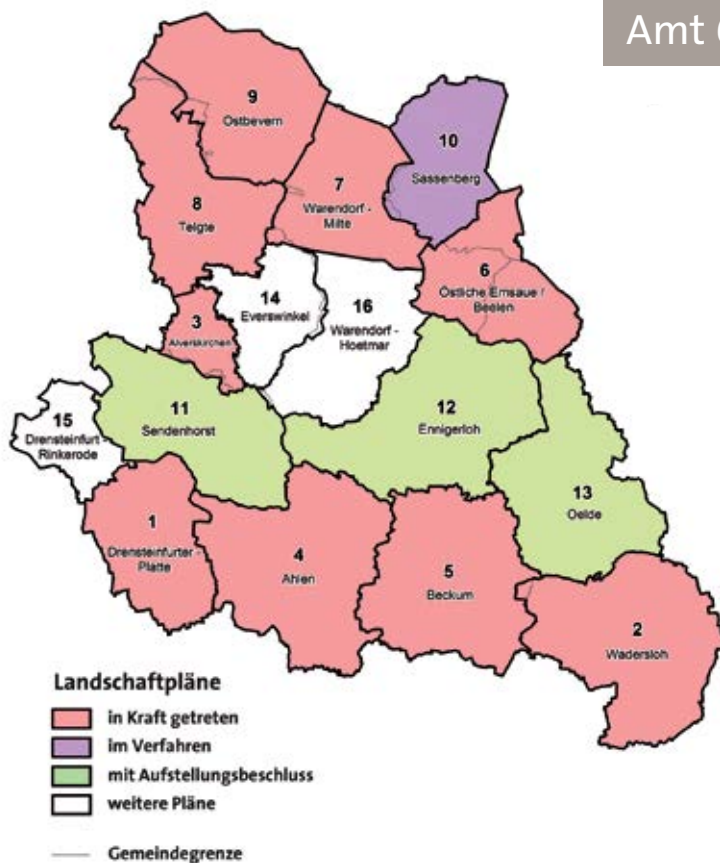 Amt
9
Ostbevern
10
Sassenberg
7
Warendorf -
Milte
8
Telgte
6
Östliche Emsaue /
Beelen
14
Everswinkel
16
Warendorf -
Hoetmar
3
Alverskirchen
15
Drensteinfurt -
Rinkerode
11
Sendenhorst
12
Ennigerloh
13
Oelde
1
Drensteinfurter -
Platte
4
Ahlen
5
Beckum
2
Wadersloh
Landschaftpläne
in Kraft getreten
im Verfahren
mit Aufstellungsbeschluss
weitere Pläne
Gemeindegrenze